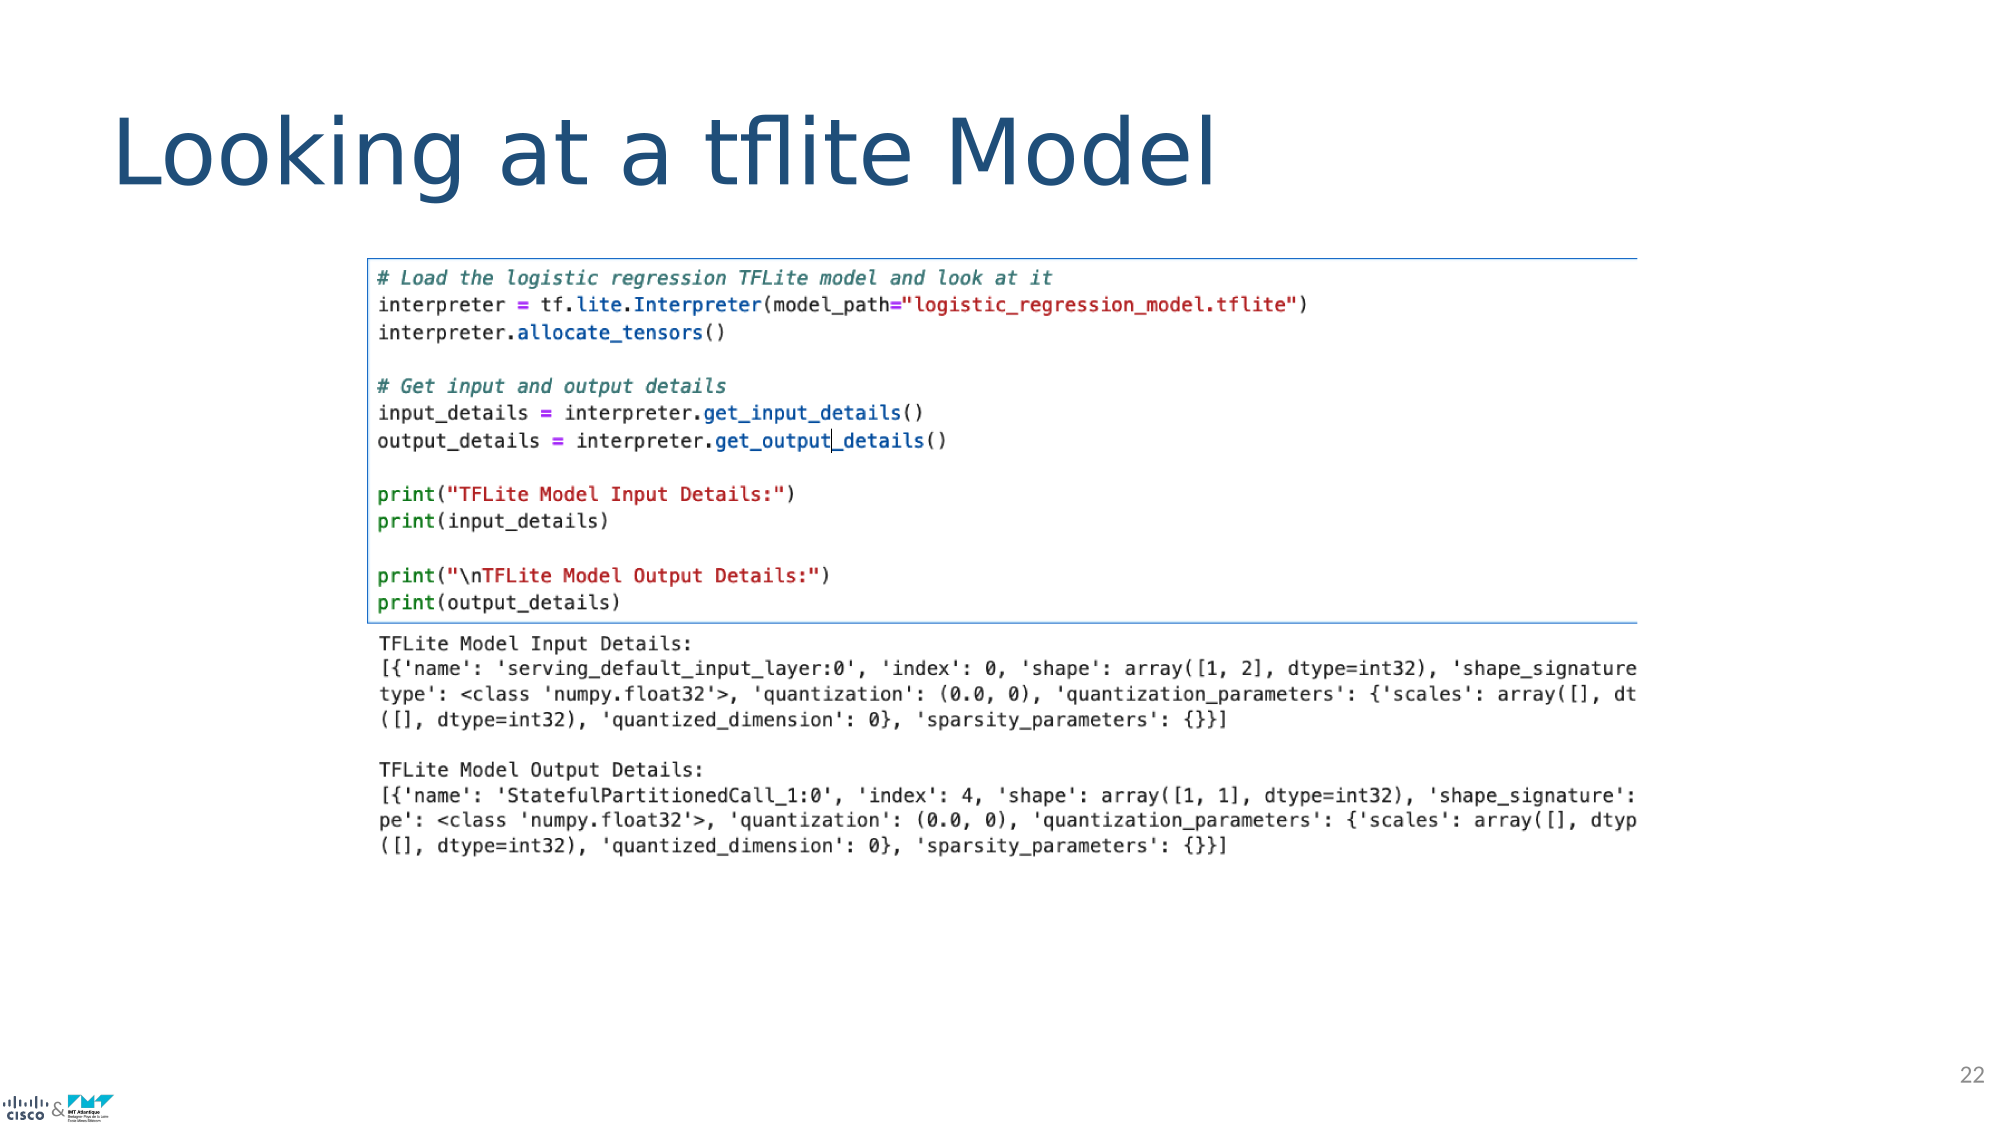 Looking at a tflite Model
# Load the logistic regression TFLite model and look at it
interpreter = tf.lite.Interpreter(model_path="logistic_regression_model.tflite")
interpreter.allocate_tensors()
# Get input and output details
input_details = interpreter.get_input_details()
output_details = interpreter.get_output_details()
print("TFLite Model Input Details:")
print(input_details)
print("\nTFLite Model Output Details:")
print(output_details)
TFLite Model Input Details:
[{'name': 'serving_default_input_layer:0', 'index': 0, 'shape': array([1, 2], dtype=int32), 'shape_signature
type': <class 'numpy.float32'>, 'quantization': (0.0, 0), 'quantization_parameters': {'scales': array([], dt
([], dtype=int32), 'quantized_dimension': 0}, 'sparsity_parameters': {}}]
TFLite Model Output Details:
[{'name': 'StatefulPartitionedCall_1:0', 'index': 4, 'shape': array([1, 1], dtype=int32), 'shape_signature':
pe': <class 'numpy.float32'>, 'quantization': (0.0, 0), 'quantization_parameters': {'scales': array([], dtyp
([], dtype=int32), 'quantized_dimension': 0}, 'sparsity_parameters': {}}]
22
CISCO & IMT Atlantique